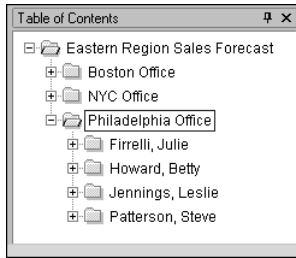 Table of Contents
Eastern Region Sales Forecast
Boston Office
NYC Office
Philadelphia Office
Firrelli, Julie
Howard, Betty
Jennings, Leslie
Patterson, Steve